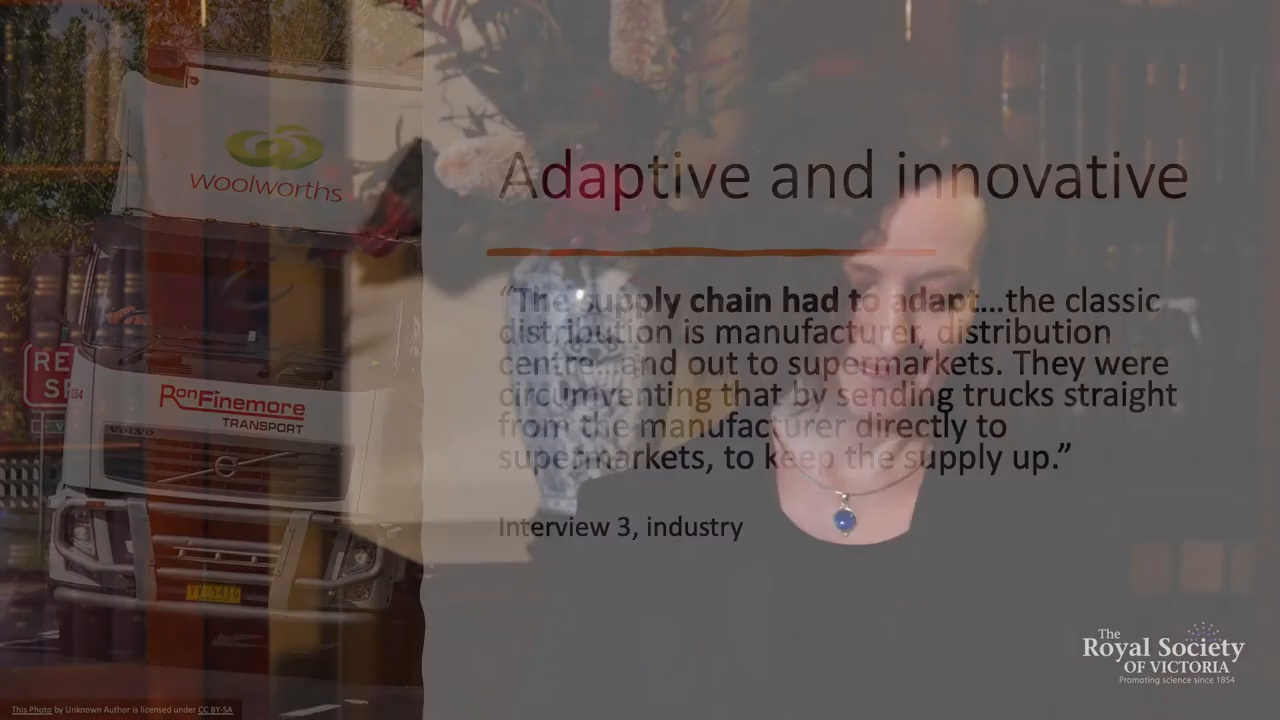 Adaptive and innovative
“The supply chain had to adapt...the classic
distribution is manufacturer, distribution
centre...and out to supermarkets. They were
circumventing that by sending trucks straight
from the manufacturer directly to
supermarkets, to keep the supply up.”
Interview 3, industry
woolworths
RonFinemore
TRANSPORT
RE
The
Royal Society
OF VICTORIA
Promoting science since 1854
This Photo by Unknown Author is licensed under CC BY-SA